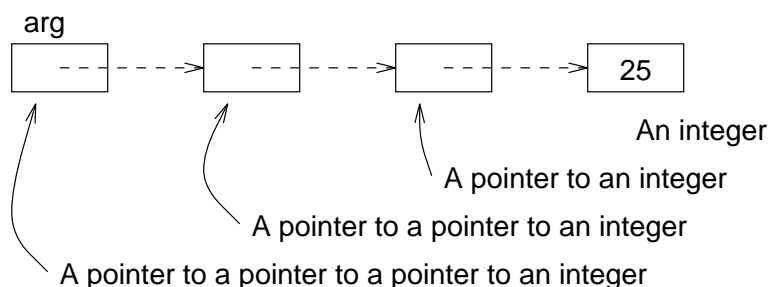 arg
25
An integer
A pointer to an integer
A pointer to a pointer to an integer
A pointer to a pointer to a pointer to an integer